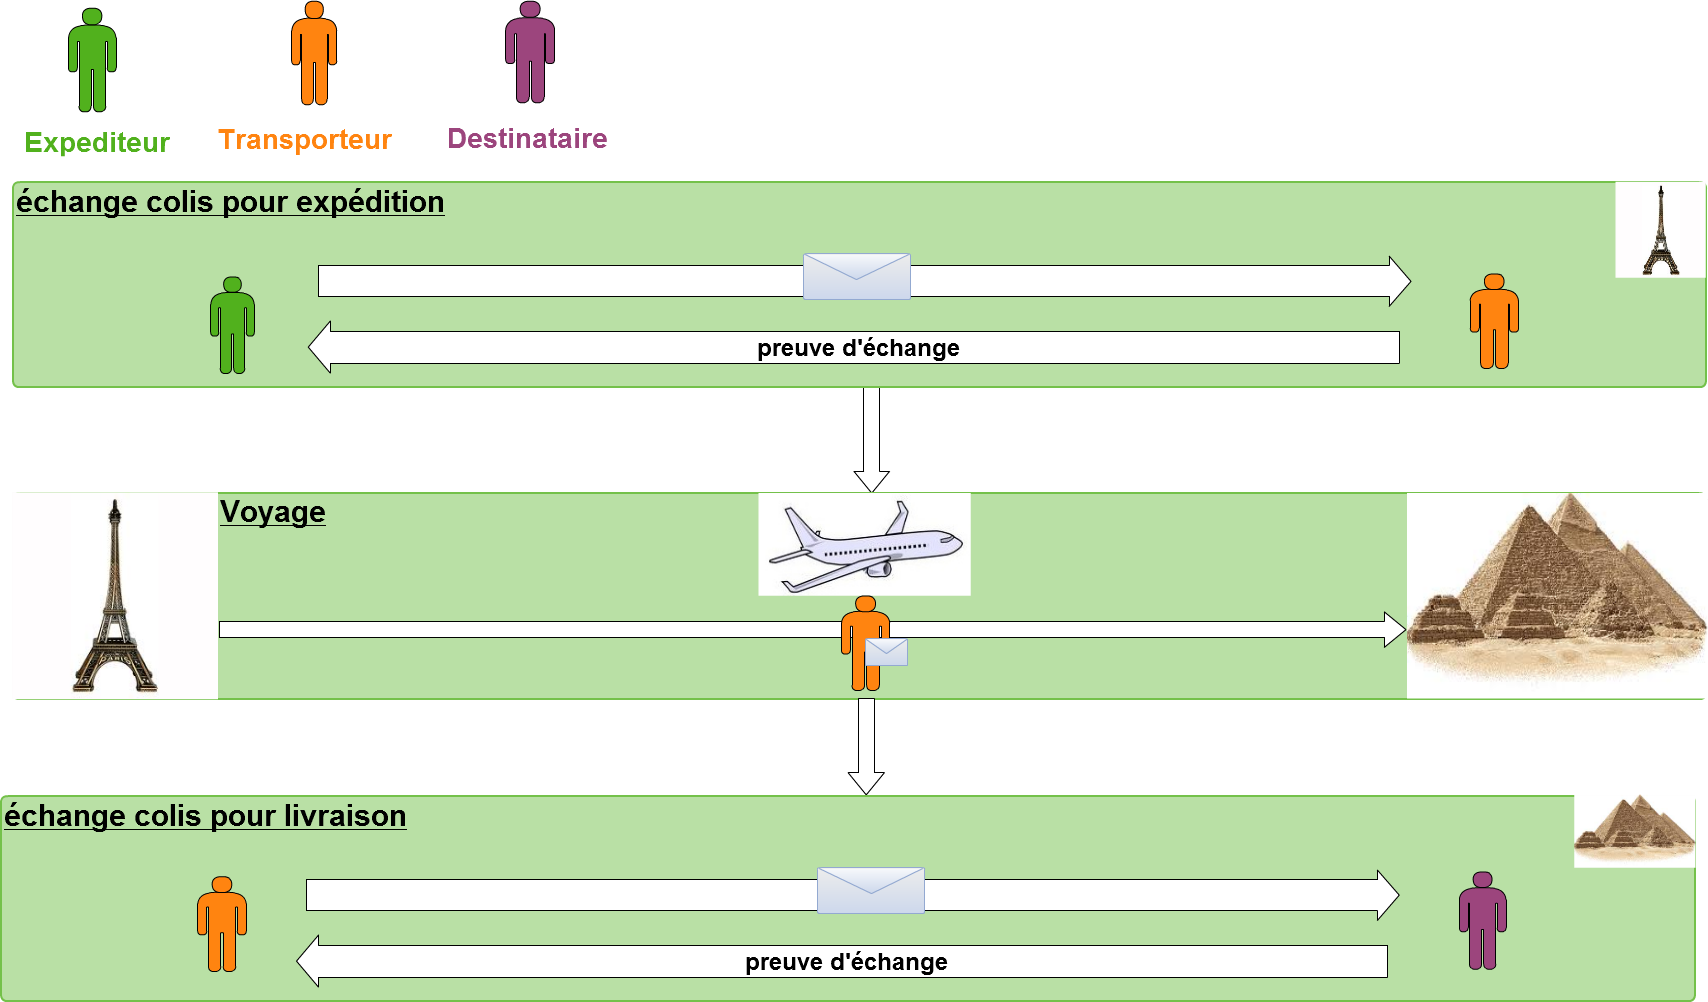 Expediteur
Transporteur
Destinataire
échange colis pour expédition
preuve d'échange
Voyage
échange colis pour livraison
preuve d'échange